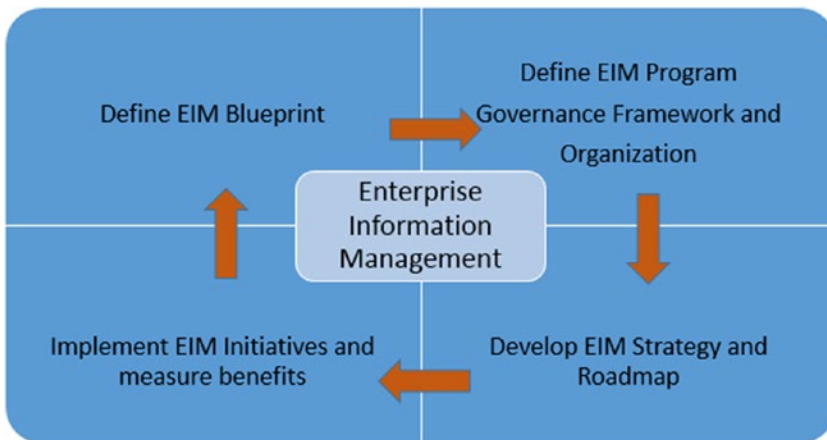 Define EIM Blueprint
Define EIM Program
Governance Framework and
Organization
Enterprise
Information
Management
Implement EIM Initiatives and
measure benefits
Develop EIM Strategy and
Roadmap